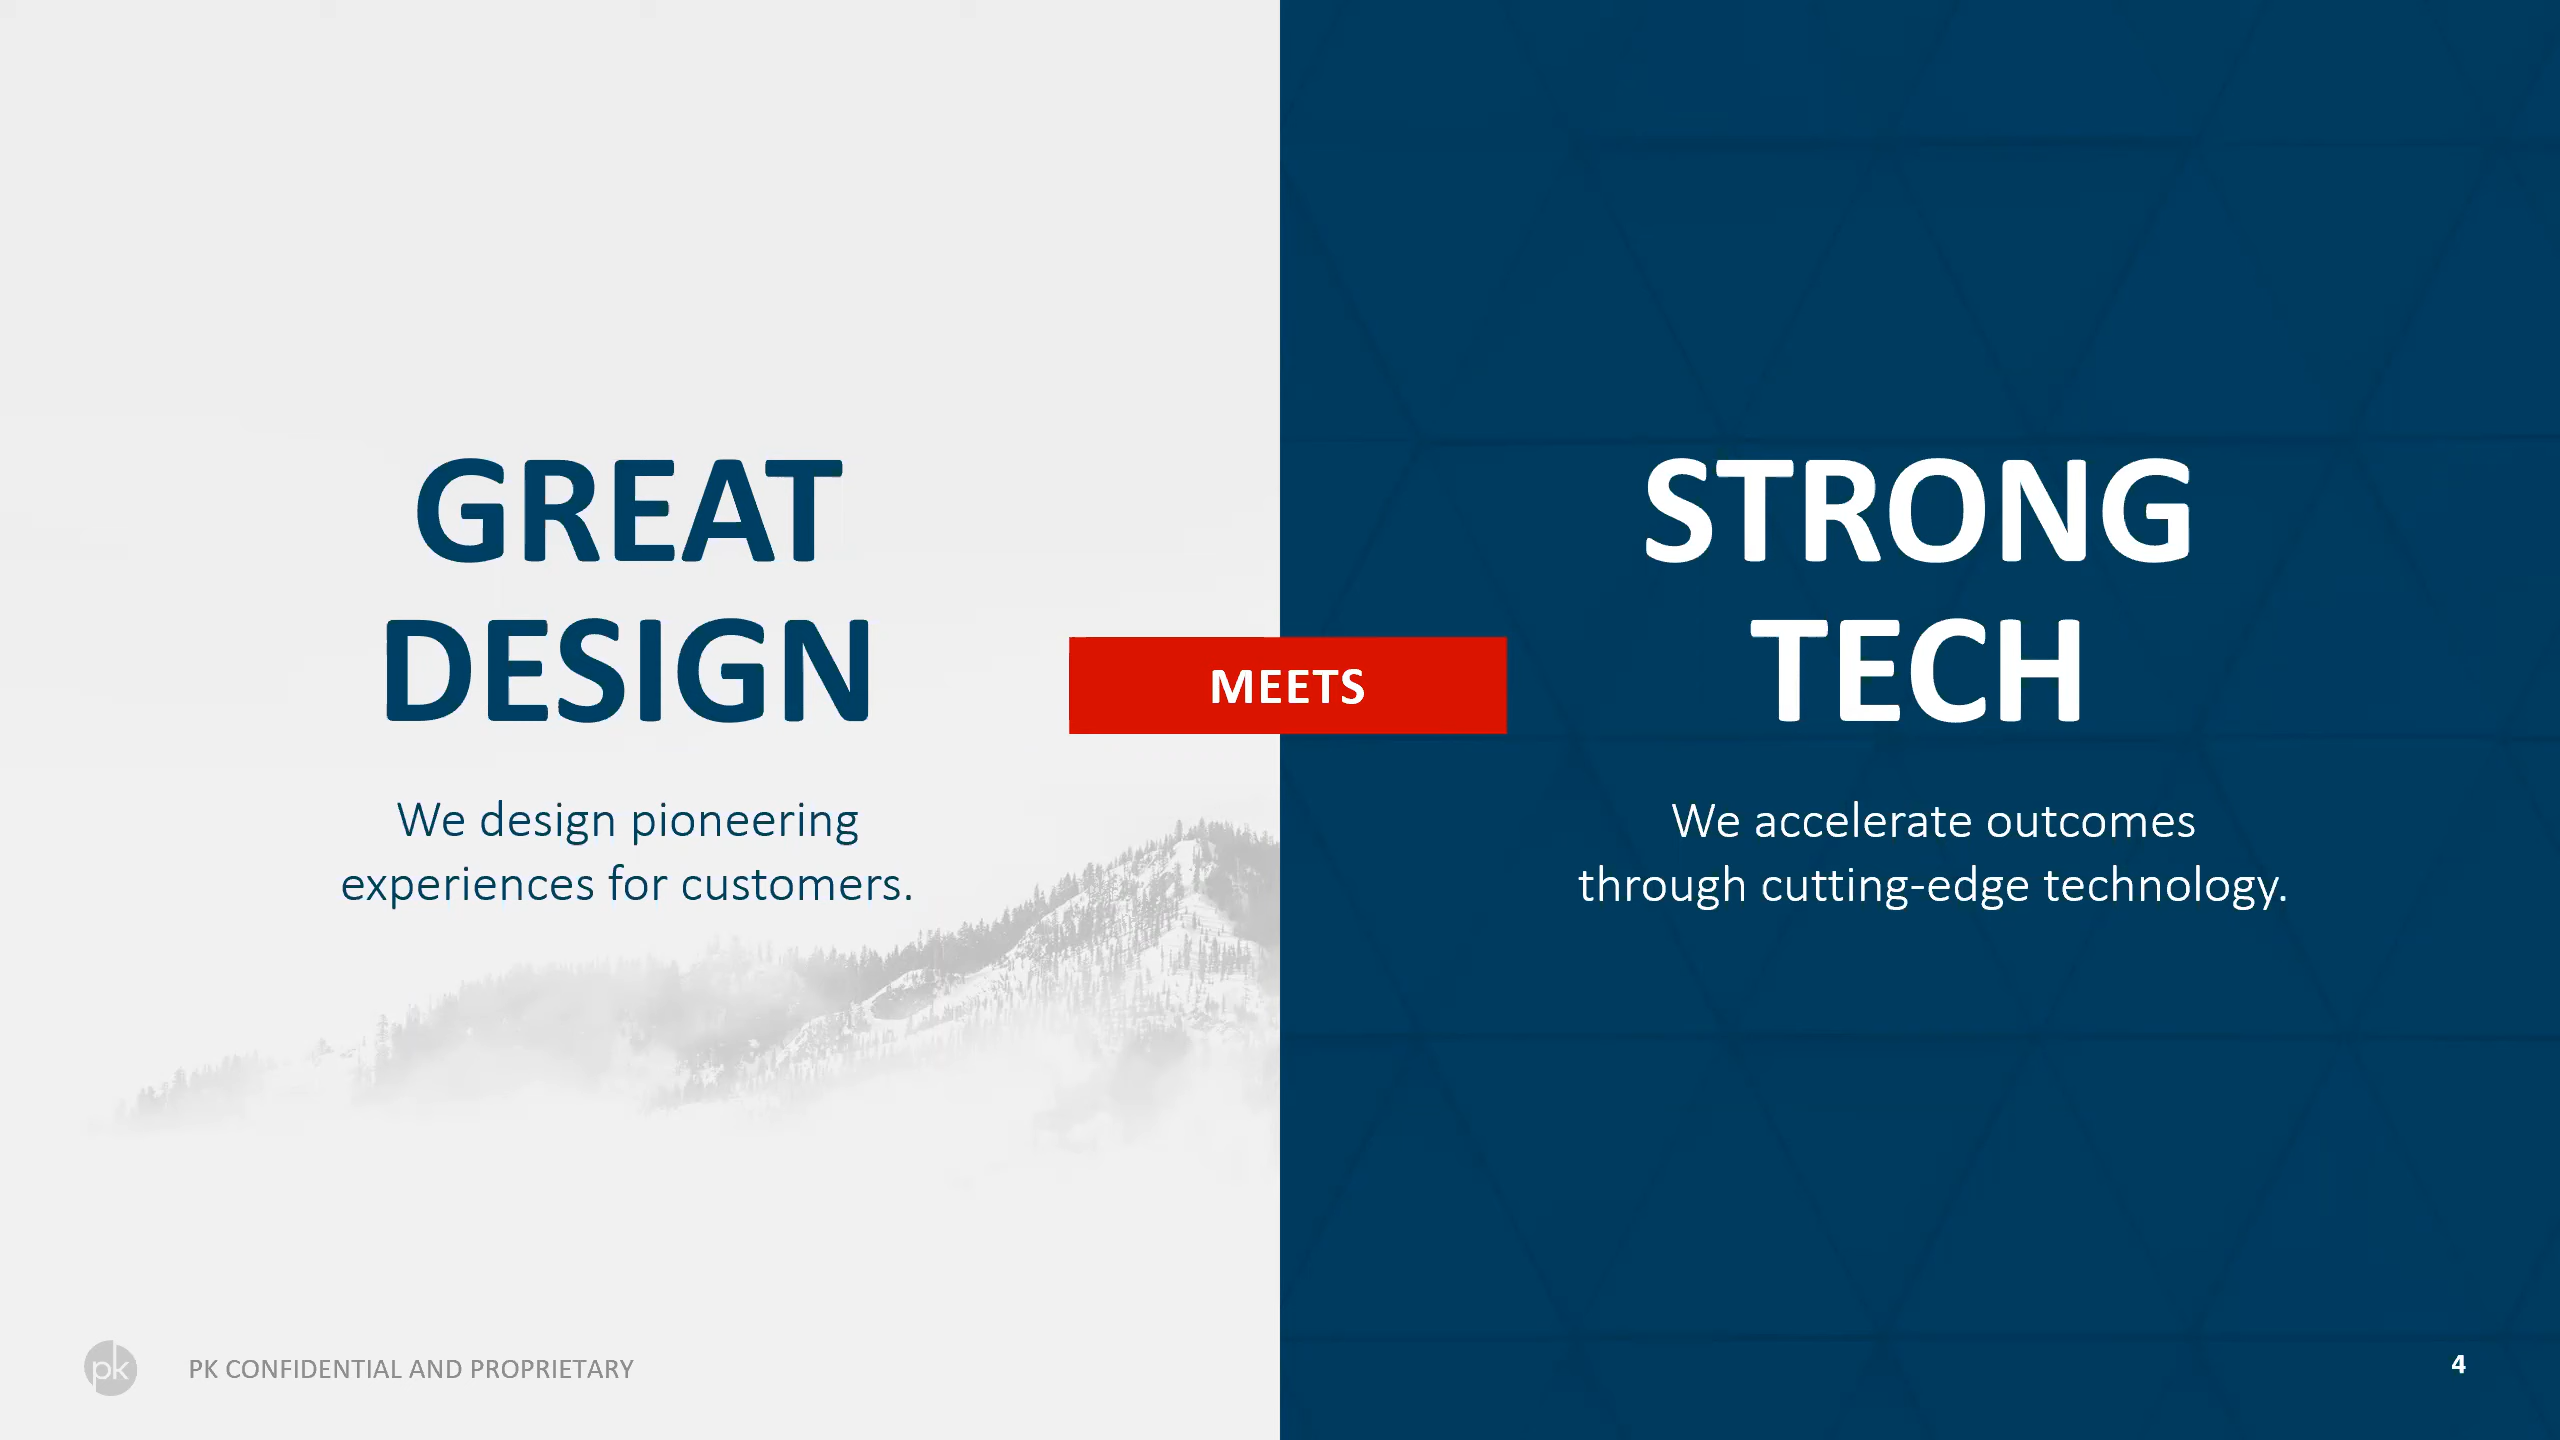 GREAT
DESIGN
We design pioneering
experiences for customers.
MEETS
STRONG
TECH
We accelerate outcomes
through cutting-edge technology.
pk
PK CONFIDENTIAL AND PROPRIETARY
4